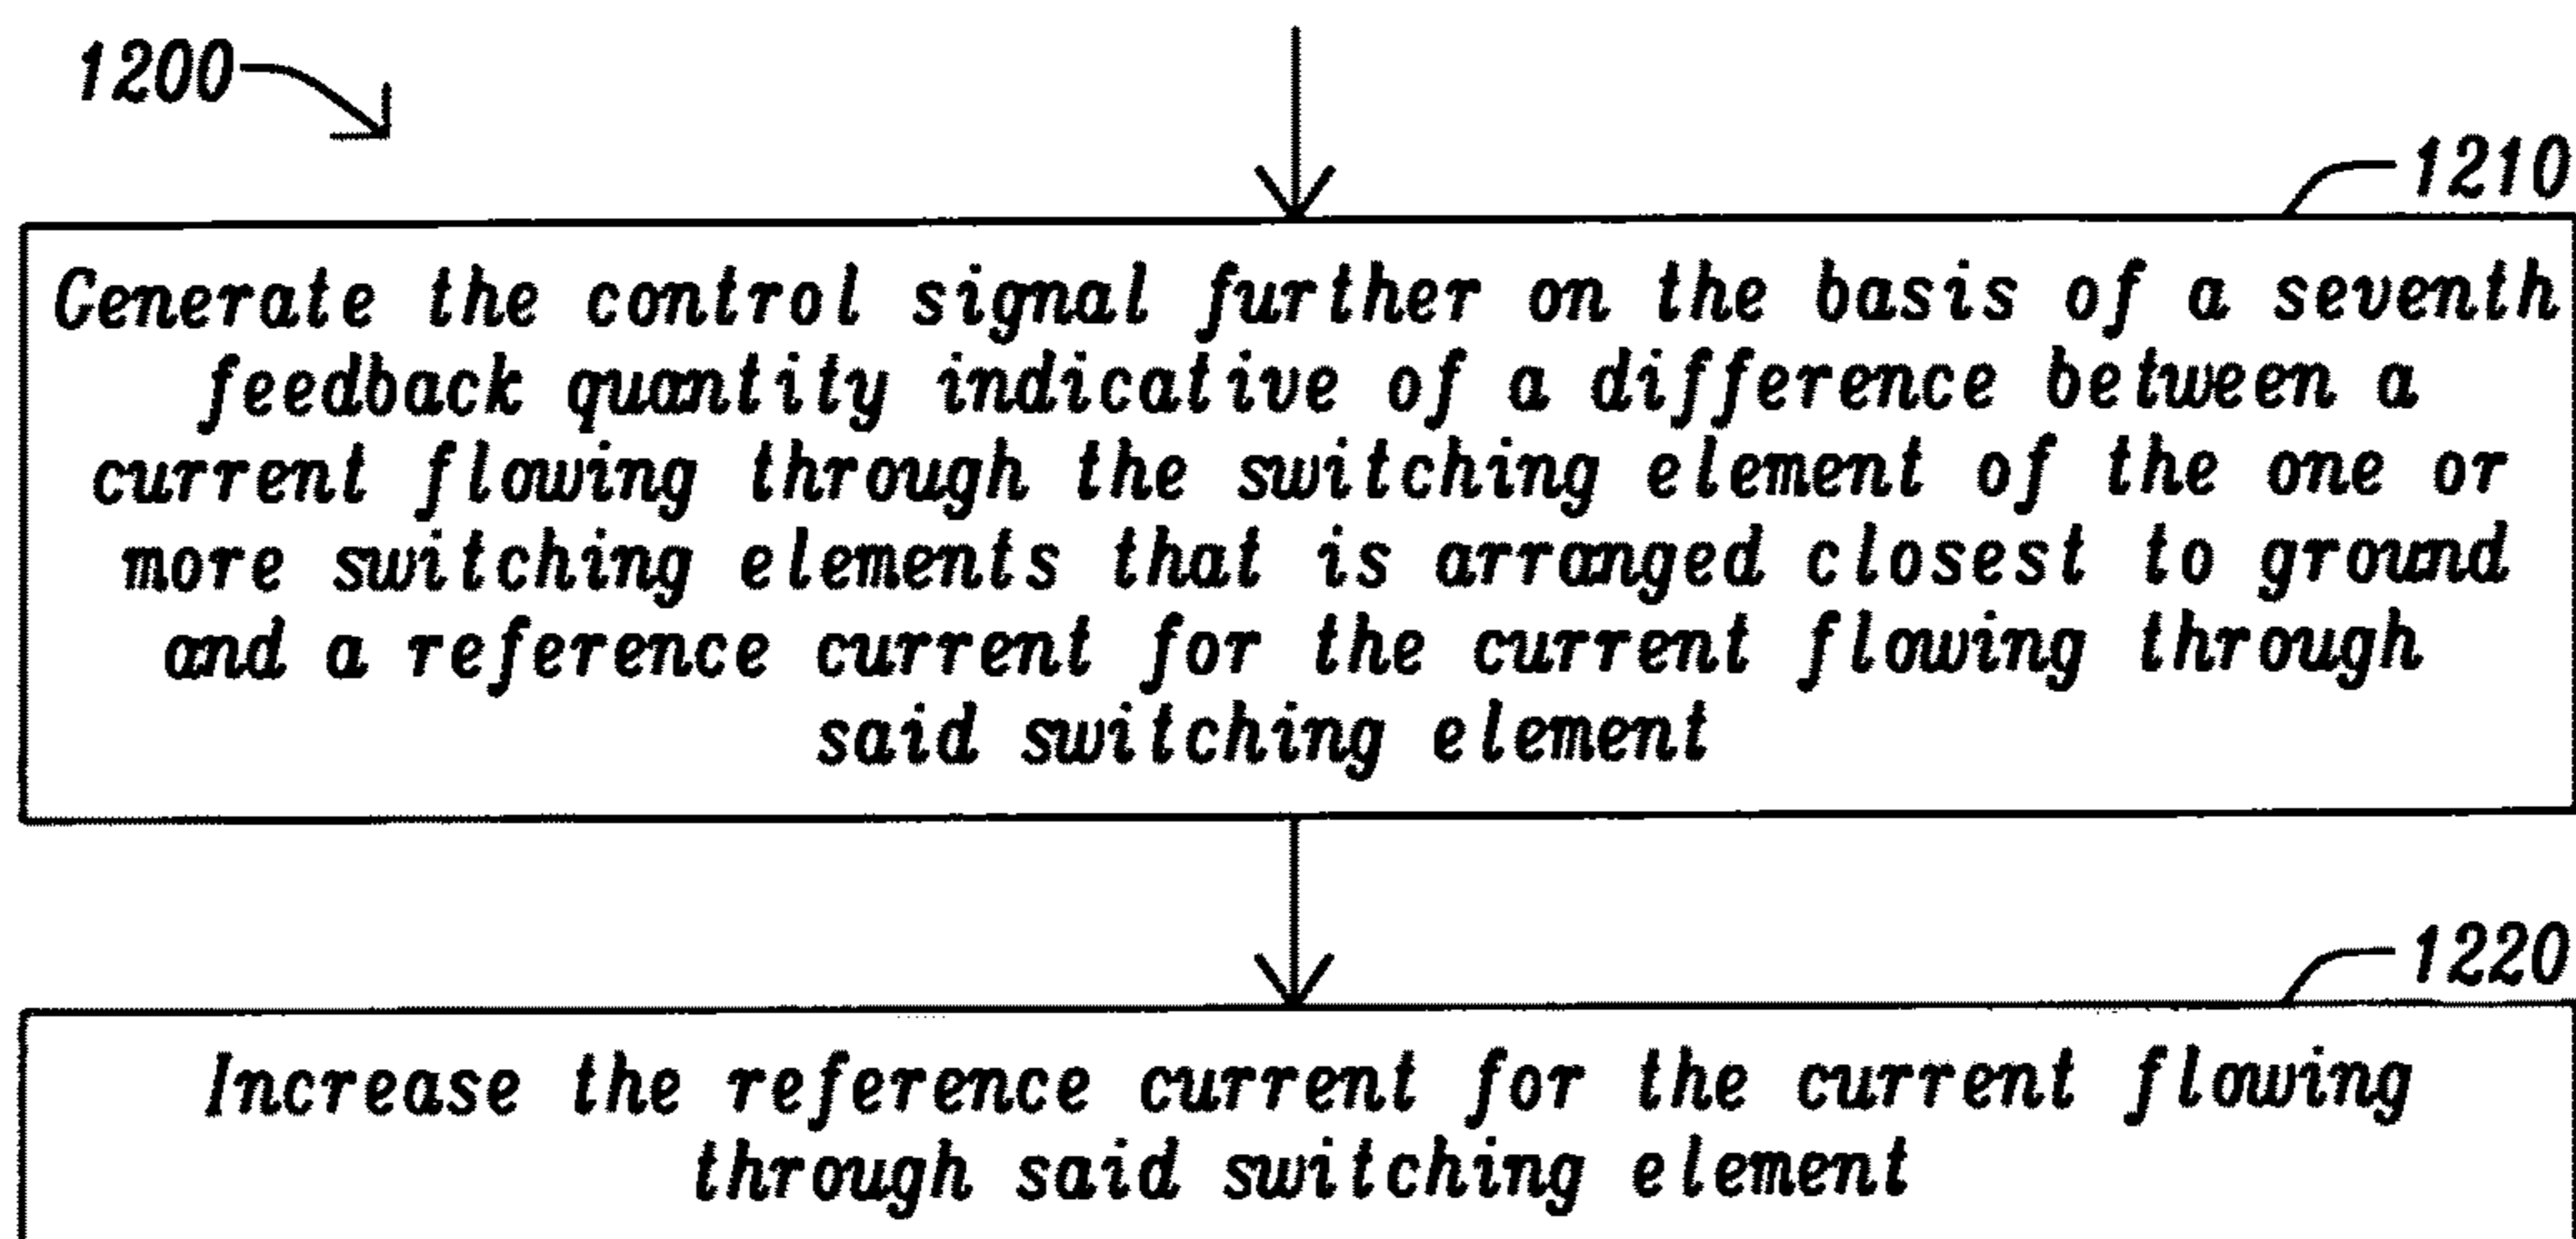 1200
1210
Generate the control signal further on the basis of a seventh
feedback quantity indicative of a difference between a
current flowing through the switching element of the one or
more switching elements that is arranged closest to ground
and a reference current for the current flowing through
said switching element
1220
Increase the reference current for the current flowing
through said switching element